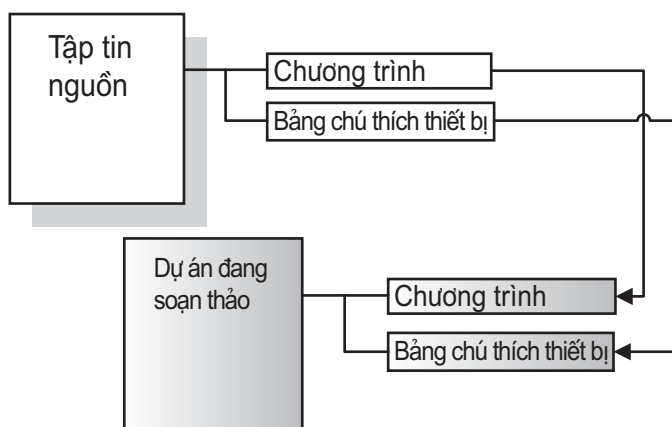 Tập tin
nguồn
Chương trình
Bảng chú thích thiết bị
Dự án đang
soạn thảo
Chương trình
Bảng chú thích thiết bị